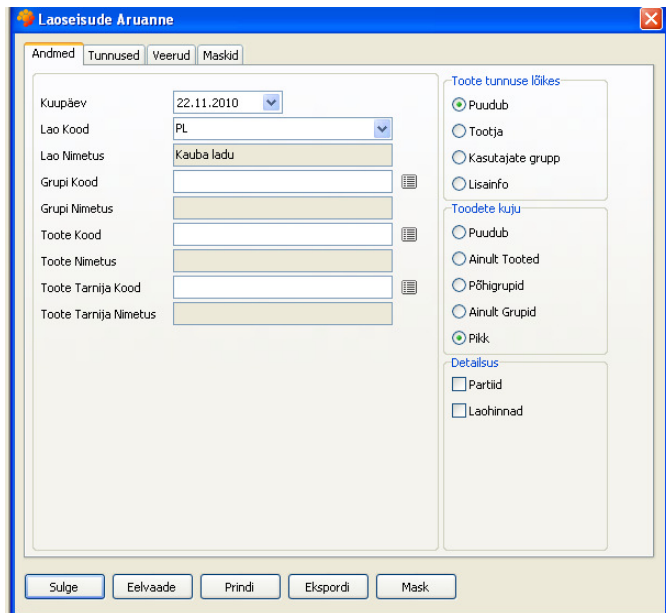 Laoseisude Aruanne
Andmed Tunnused Veerud Maskid
Kuupäev 22.11.2010
Lao Kood PL
Lao Nimetus Kauba ladu
Grupi Kood
Grupi Nimetus
Toote Kood
Toote Nimetus
Toote Tarnija Kood
Toote Tarnija Nimetus
Toote tunnuse lõikes
Puudub
Tootja
Kasutajate grupp
Lisainfo
Toodete kuju
Puudub
Ainult Tooted
Põhigrupid
Ainult Grupid
Pikk
Detailsus
Partiid
Laohinnad
Sulge Eelvaade Prindi Ekspordi Mask